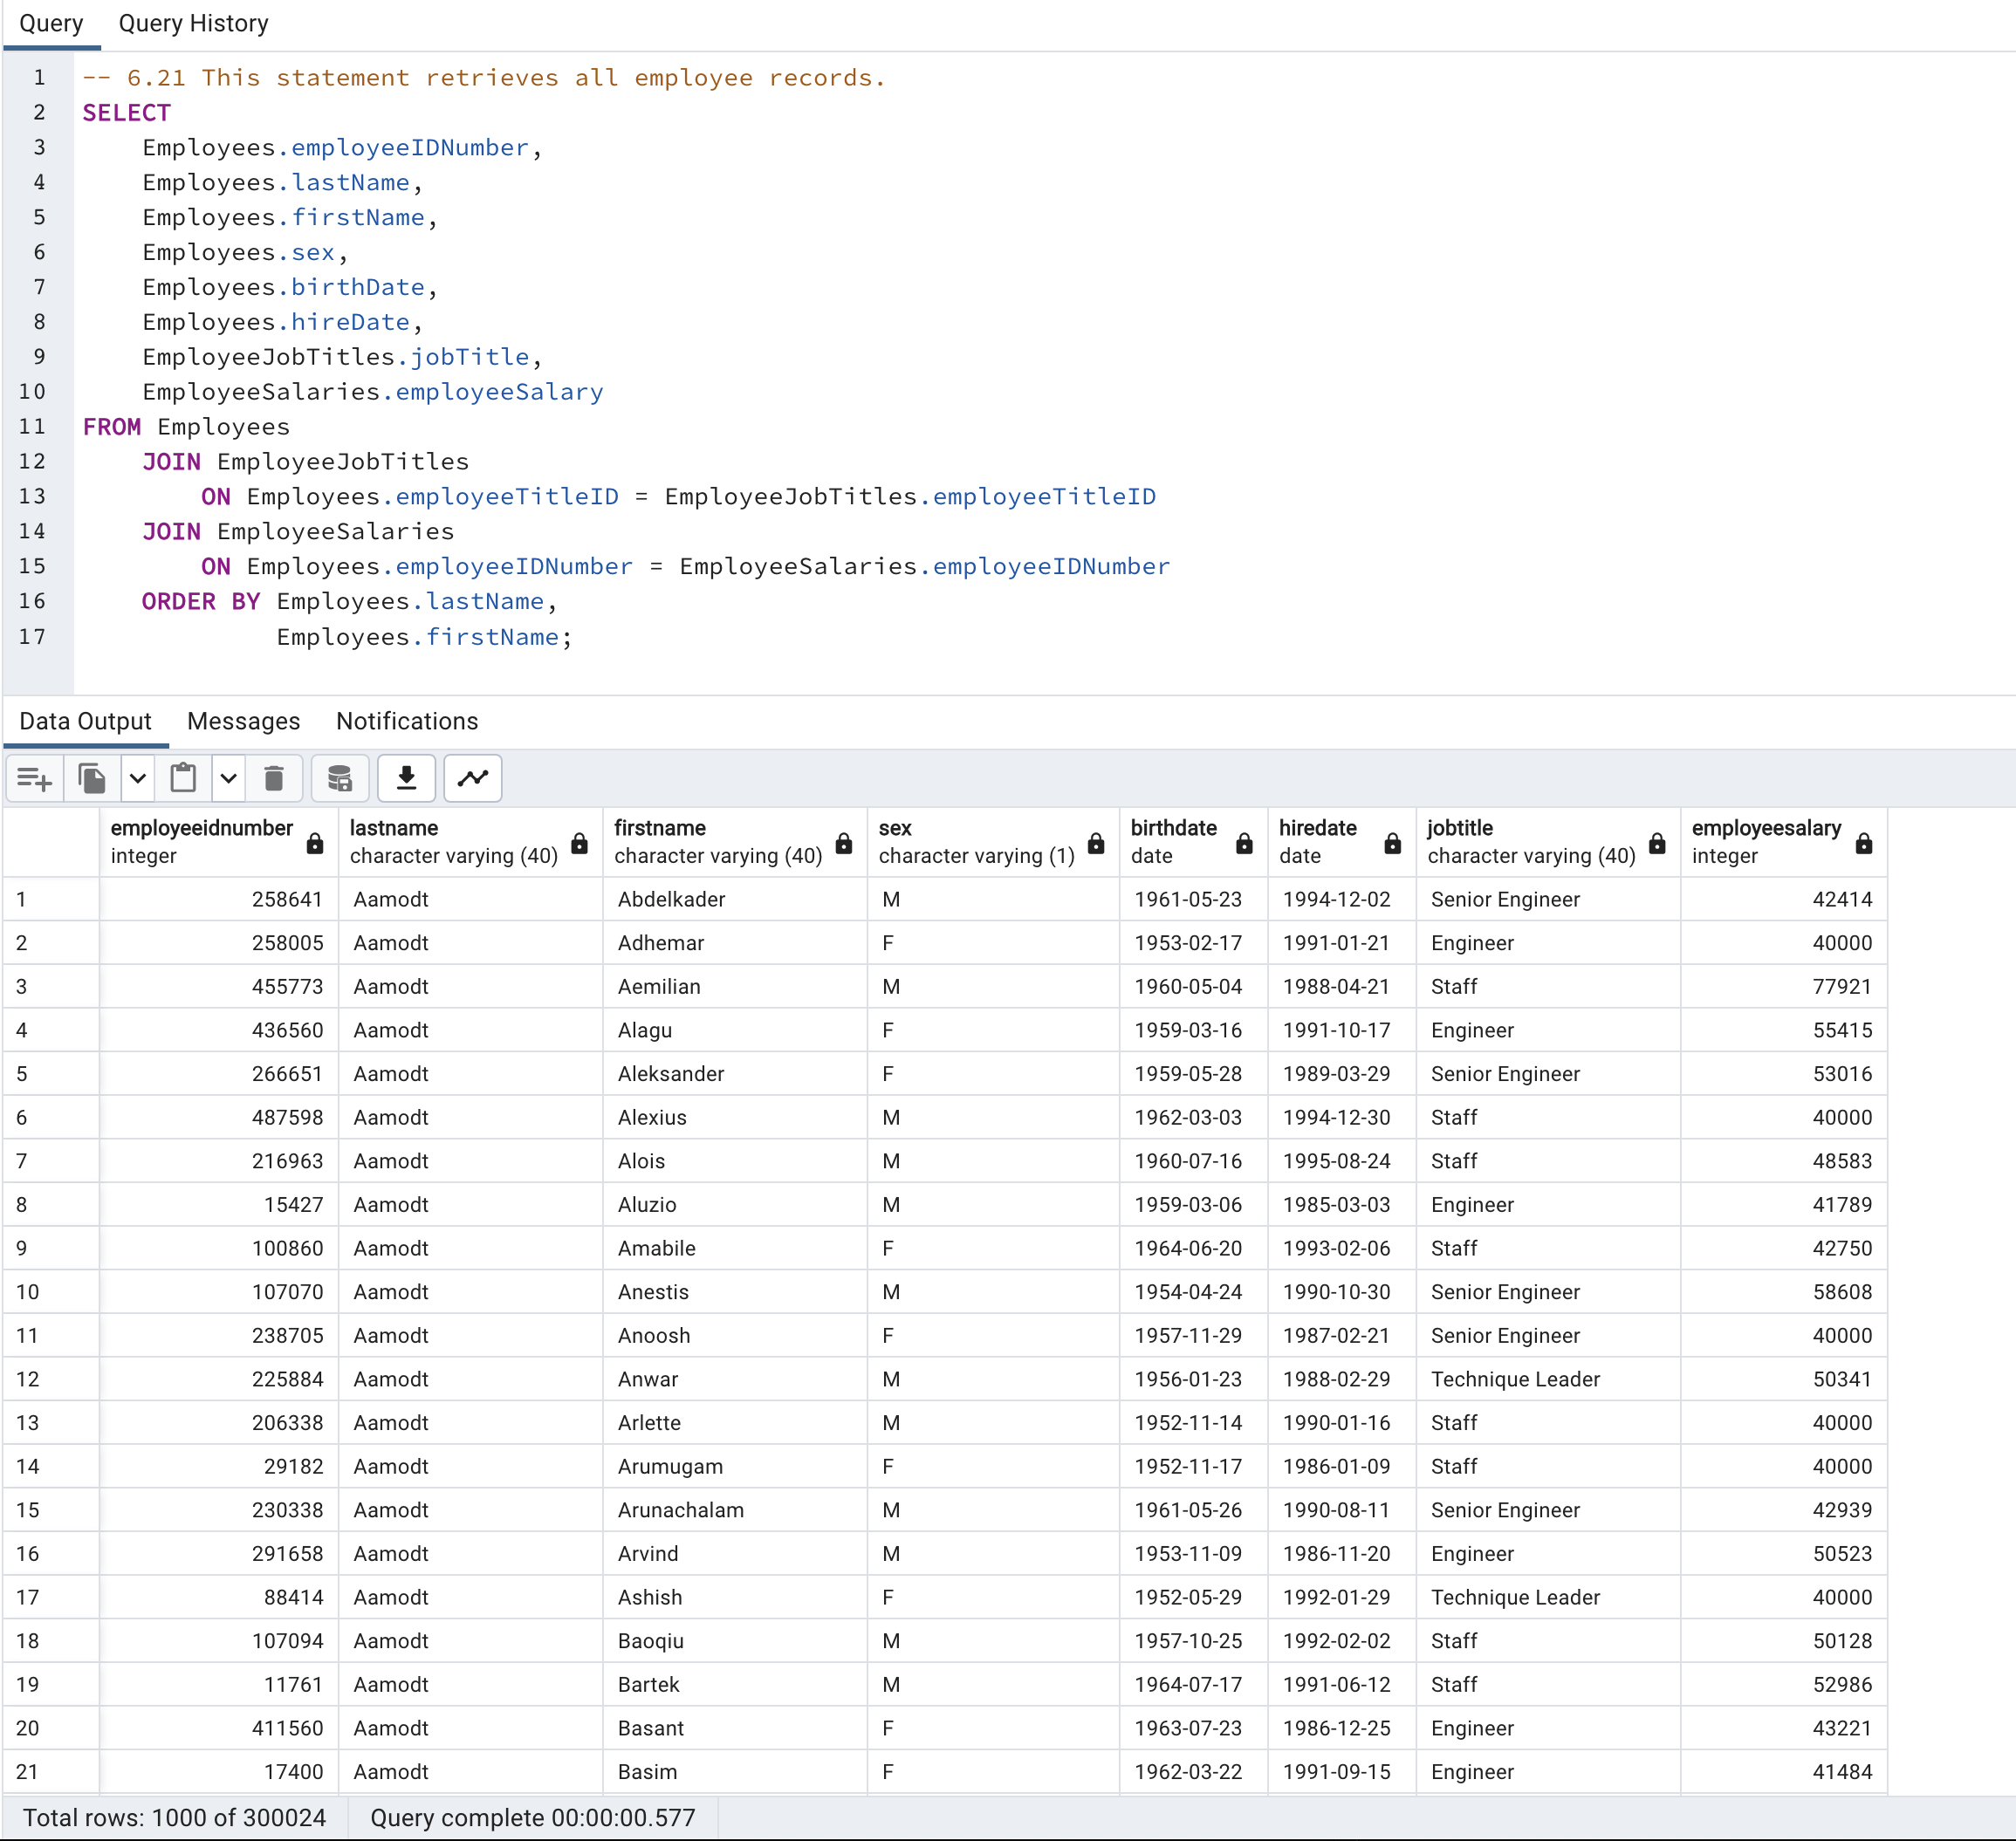 Query Query History
1 -- 6.21 This statement retrieves all employee records.
2 SELECT
3 Employees.employeeIDNumber,
4 Employees.lastName,
5 Employees.firstName,
6 Employees.sex,
7 Employees.birthDate,
8 Employees.hireDate,
9 EmployeeJobTitles.jobTitle,
10 EmployeeSalaries.employeeSalary
11 FROM Employees
12 JOIN EmployeeJobTitles
13 ON Employees.employeeTitleID = EmployeeJobTitles.employeeTitleID
14 JOIN EmployeeSalaries
15 ON Employees.employeeIDNumber = EmployeeSalaries.employeeIDNumber
16 ORDER BY Employees.lastName,
17 Employees.firstName;
Data Output Messages Notifications
employeeidnumber lastname firstname sex birthdate hiredate jobtitle employeesalary
integer character varying (40) character varying (40) character varying (1) date date character varying (40) integer
1 258641 Aamodt Abdelkader M 1961-05-23 1994-12-02 Senior Engineer 42414
2 258005 Aamodt Adhemar F 1953-02-17 1991-01-21 Engineer 40000
3 455773 Aamodt Aemilian M 1960-05-04 1988-04-21 Staff 77921
4 436560 Aamodt Alagu F 1959-03-16 1991-10-17 Engineer 55415
5 266651 Aamodt Aleksander F 1959-05-28 1989-03-29 Senior Engineer 53016
6 487598 Aamodt Alexius M 1962-03-03 1994-12-30 Staff 40000
7 216963 Aamodt Alois M 1960-07-16 1995-08-24 Staff 48583
8 15427 Aamodt Aluzio M 1959-03-06 1985-03-03 Engineer 41789
9 100860 Aamodt Amabile F 1964-06-20 1993-02-06 Staff 42750
10 107070 Aamodt Anestis M 1954-04-24 1990-10-30 Senior Engineer 58608
11 238705 Aamodt Anoosh F 1957-11-29 1987-02-21 Senior Engineer 40000
12 225884 Aamodt Anwar M 1956-01-23 1988-02-29 Technique Leader 50341
13 206338 Aamodt Arlette M 1952-11-14 1990-01-16 Staff 40000
14 29182 Aamodt Arumugam F 1952-11-17 1986-01-09 Staff 40000
15 230338 Aamodt Arunachalam M 1961-05-26 1990-08-11 Senior Engineer 42939
16 291658 Aamodt Arvind M 1953-11-09 1986-11-20 Engineer 50523
17 88414 Aamodt Ashish F 1952-05-29 1992-01-29 Technique Leader 40000
18 107094 Aamodt Baoqiu M 1957-10-25 1992-02-02 Staff 50128
19 11761 Aamodt Bartek M 1964-07-17 1991-06-12 Staff 52986
20 411560 Aamodt Basant F 1963-07-23 1986-12-25 Engineer 43221
21 17400 Aamodt Basim F 1962-03-22 1991-09-15 Engineer 41484
Total rows: 1000 of 300024 Query complete 00:00:00.577